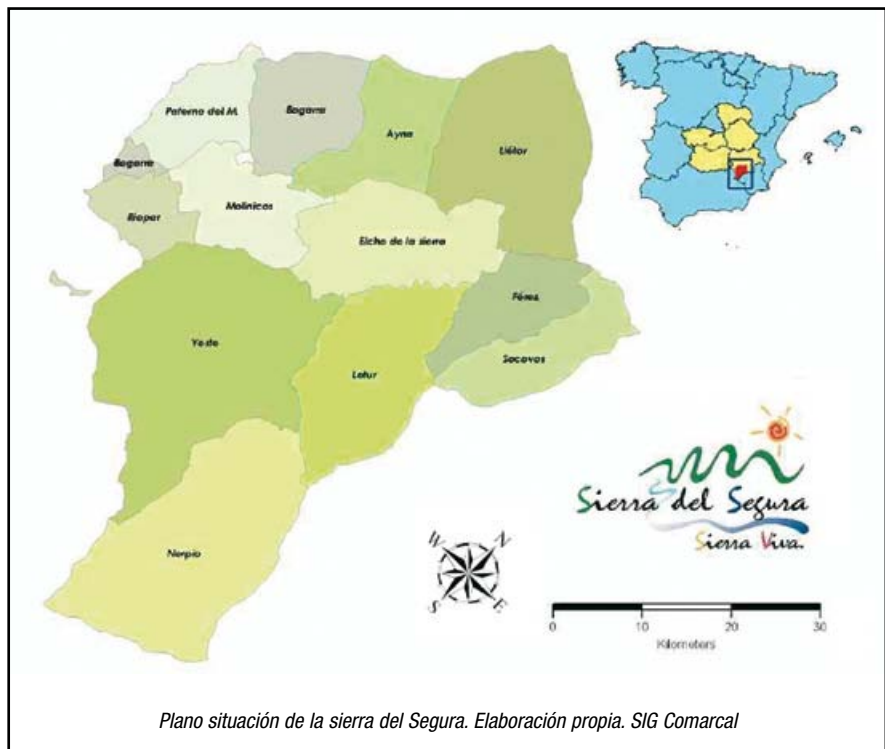 Paterna del M.
Bogarra
Ayna
Liétor
Bogarra
Riopar
Molinicos
Elche de la sierra
Férez
Socovos
Yeste
Letur
Nerpio
Sierra del Segura
Sierra Viva.
W N
S E
0 10 20 30
Kilometers
Plano situación de la sierra del Segura. Elaboración propia. SIG Comarcal